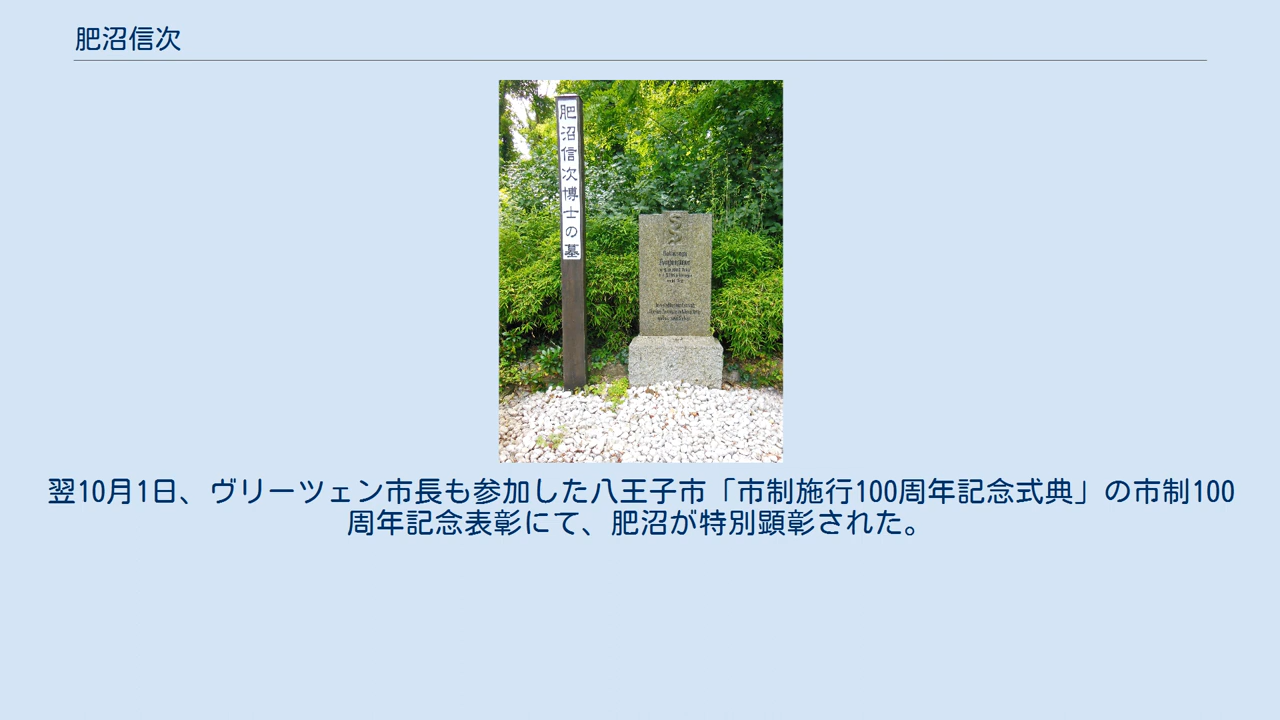 肥沼信次
肥沼信次博士の墓
翌10月1日、ヴリーツェン市長も参加した八王子市「市制施行100周年記念式典」の市制100
周年記念表彰にて、肥沼が特別顕彰された。